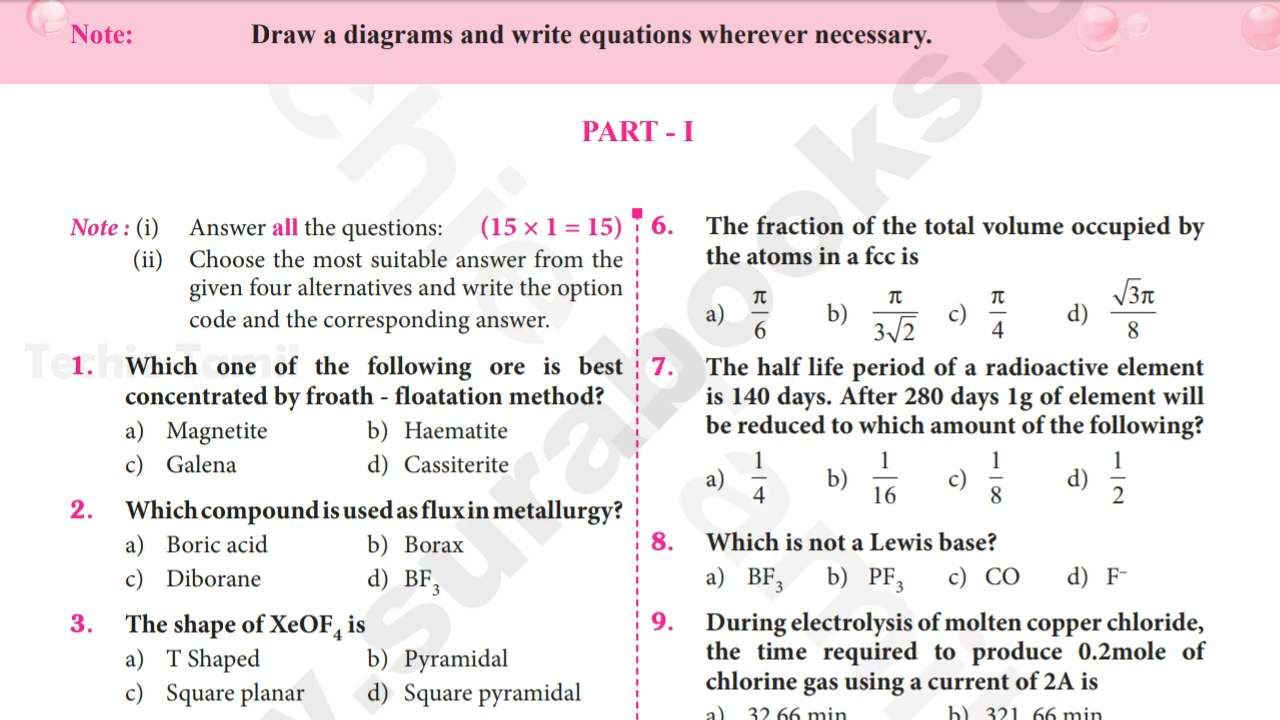 Note: Draw a diagrams and write equations wherever necessary.
PART - I
Note : (i) Answer all the questions: (15 × 1 = 15)
(ii) Choose the most suitable answer from the
given four alternatives and write the option
code and the corresponding answer.
1. Which one of the following ore is best
concentrated by froath - floatation method?
a) Magnetite b) Haematite
c) Galena d) Cassiterite
2. Which compound is used as flux in metallurgy?
a) Boric acid b) Borax
c) Diborane d) BF₃
3. The shape of XeOF₄ is
a) T Shaped b) Pyramidal
c) Square planar d) Square pyramidal
6. The fraction of the total volume occupied by
the atoms in a fcc is
a) π/6 b) π/3√2 c) π/4 d) √3π/8
7. The half life period of a radioactive element
is 140 days. After 280 days 1g of element will
be reduced to which amount of the following?
a) 1/4 b) 1/16 c) 1/8 d) 1/2
8. Which is not a Lewis base?
a) BF₃ b) PF₃ c) CO d) F⁻
9. During electrolysis of molten copper chloride,
the time required to produce 0.2mole of
chlorine gas using a current of 2A is
a) 32.66 min b) 321. 66 min
Techie Tamil